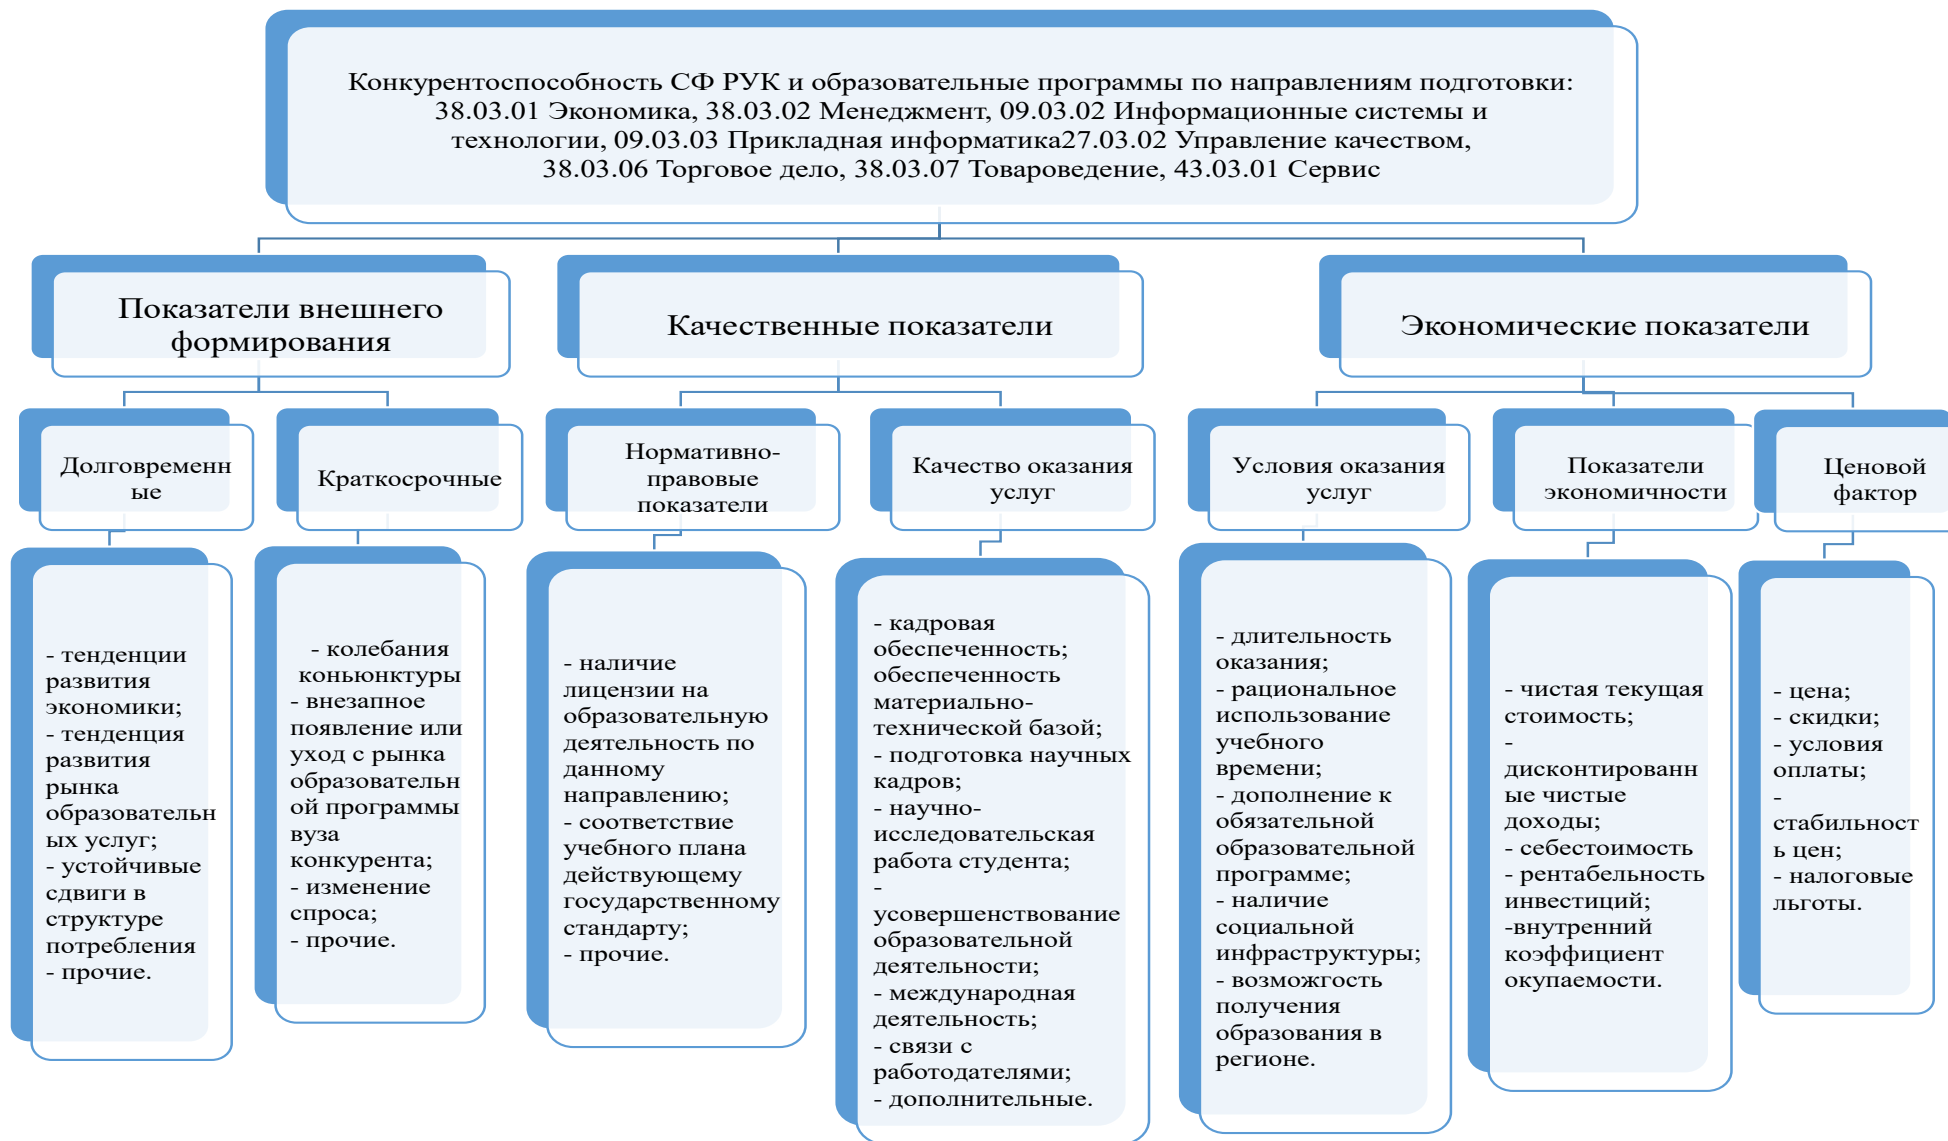 Конкурентоспособность СФ РУК и образовательные программы по направлениям подготовки:
38.03.01 Экономика, 38.03.02 Менеджмент, 09.03.02 Информационные системы и
технологии, 09.03.03 Прикладная информатика27.03.02 Управление качеством,
38.03.06 Торговое дело, 38.03.07 Товароведение, 43.03.01 Сервис
Показатели внешнего
формирования
Качественные показатели
Экономические показатели
Долговременн
ые
Краткосрочные
Нормативно-
правовые
показатели
Качество оказания
услуг
Условия оказания
услуг
Показатели
экономичности
Ценовой
фактор
- тенденции
развития
экономики;
- тенденция
развития
рынка
образовательн
ых услуг;
- устойчивые
сдвиги в
структуре
потребления
- прочие.
- колебания
коньюнктуры
- внезапное
появление или
уход с рынка
образовательн
ой программы
вуза
конкурента;
- изменение
спроса;
- прочие.
- наличие
лицензии на
образовательную
деятельность по
данному
направлению;
- соответствие
учебного плана
действующему
государственному
стандарту;
- прочие.
- кадровая
обеспеченность;
обеспеченность
материально-
технической базой;
- подготовка научных
кадров;
- научно-
исследовательская
работа студента;
-
усовершенствование
образовательной
деятельности;
- международная
деятельность;
- связи с
работодателями;
- дополнительные.
- длительность
оказания;
- рациональное
использование
учебного
времени;
- дополнение к
обязательной
образовательной
программе;
- наличие
социальной
инфраструктуры;
- возможгость
получения
образования в
регионе.
- чистая текущая
стоимость;
-
дисконтированн
ые чистые
доходы;
- себестоимость
- рентабельность
инвестиций;
-внутренний
коэффициент
окупаемости.
- цена;
- скидки;
- условия
оплаты;
-
стабильност
ь цен;
- налоговые
льготы.